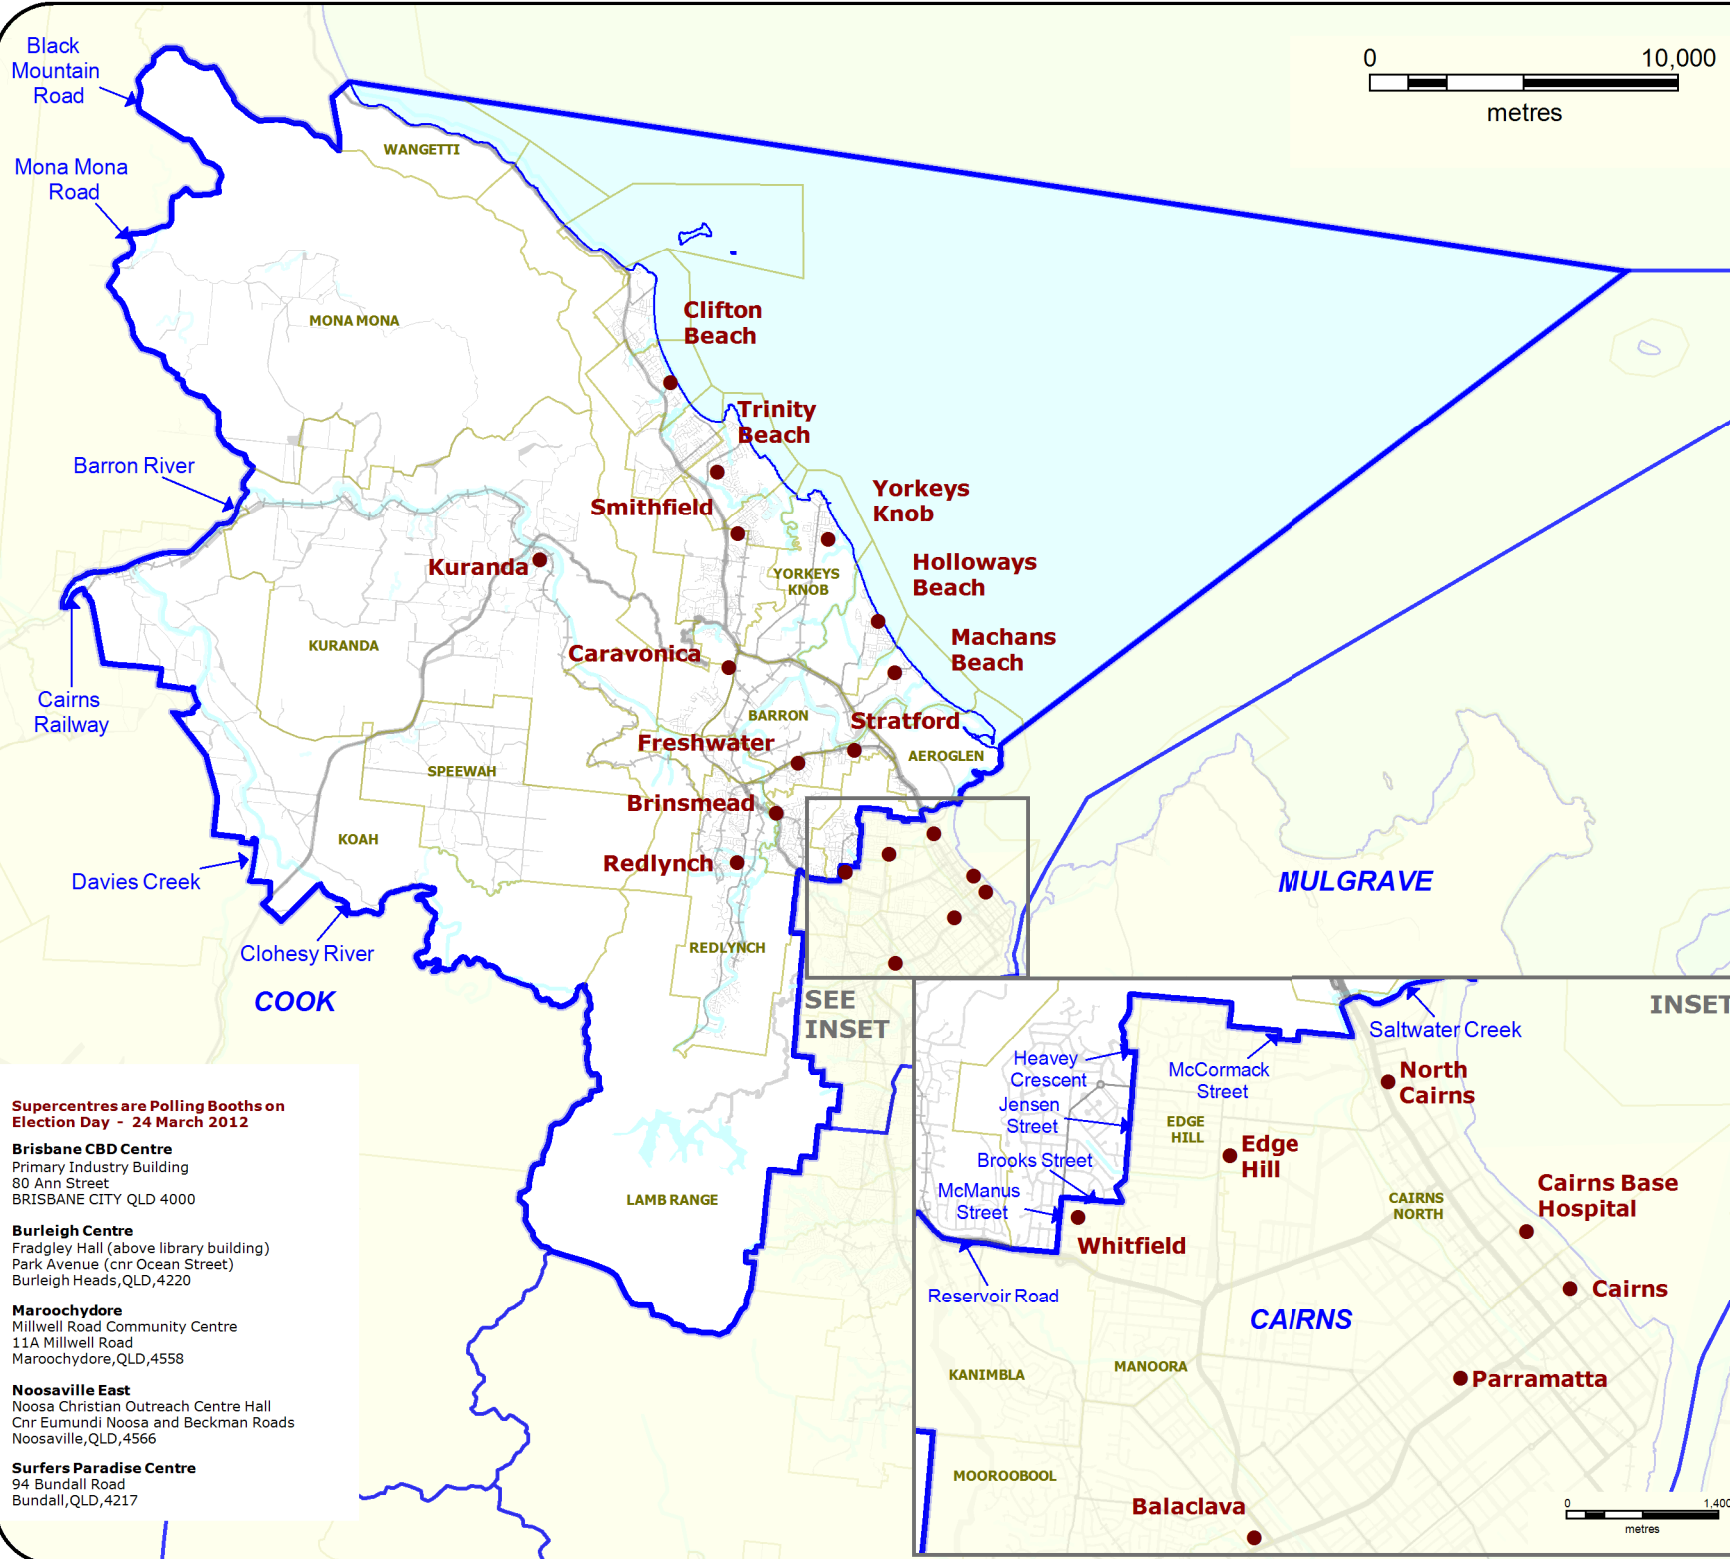 Black
Mountain
Road
0 10,000
metres
WANGETTI
Mona Mona
Road
Clifton
Beach
MONA MONA
Trinity
Beach
Barron River
Smithfield
Yorkeys
Knob
Kuranda
YORKEYS
KNOB
Holloways
Beach
KURANDA
Caravonica
Machans
Beach
Cairns
Railway
BARRON
Stratford
Freshwater
AEROGLEN
SPEEWAH
Brinsmead
KOAH
Redlynch
Davies Creek
MULGRAVE
Clohesy River
REDLYNCH
COOK
SEE
INSET
LAMB RANGE
INSET
Saltwater Creek
Heavey
Crescent
McCormack
Street
North
Cairns
Jensen
Street
EDGE
HILL
Edge
Hill
Brooks Street
McManus
Street
CAIRNS
NORTH
Cairns Base
Hospital
Whitfield
Reservoir Road
Cairns
CAIRNS
KANIMBLA
MANOORA
Parramatta
MOOROOBOOL
Balaclava
0 1,400
metres
Supercentres are Polling Booths on
Election Day - 24 March 2012
Brisbane CBD Centre
Primary Industry Building
80 Ann Street
BRISBANE CITY QLD 4000
Burleigh Centre
Fradgley Hall (above library building)
Park Avenue (cnr Ocean Street)
Burleigh Heads,QLD,4220
Maroochydore
Millwell Road Community Centre
11A Millwell Road
Maroochydore,QLD,4558
Noosaville East
Noosa Christian Outreach Centre Hall
Cnr Eumundi Noosa and Beckman Roads
Noosaville,QLD,4566
Surfers Paradise Centre
94 Bundall Road
Bundall,QLD,4217